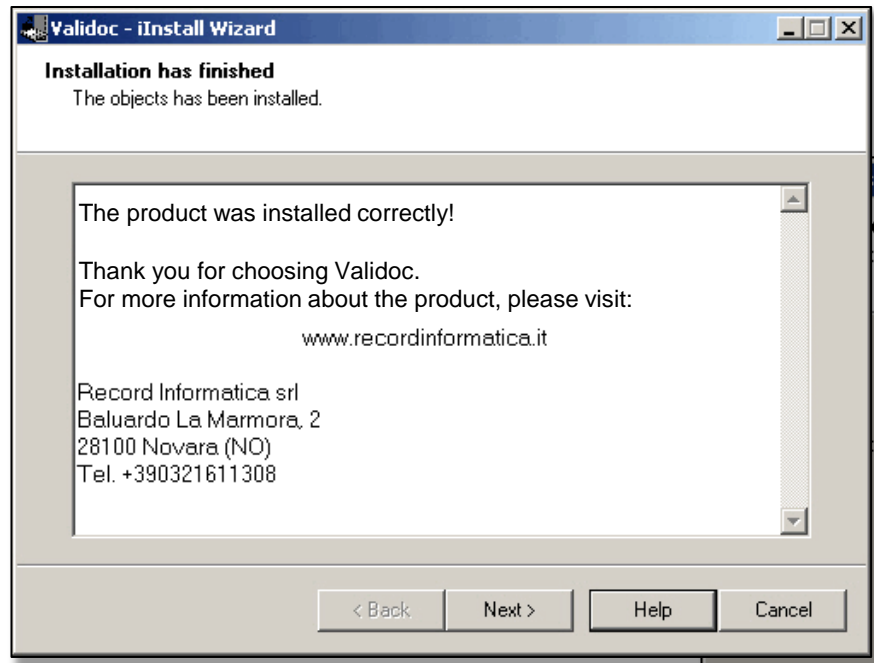 Validoc - iInstall Wizard
Installation has finished
The objects has been installed.
The product was installed correctly!
Thank you for choosing Validoc.
For more information about the product, please visit:
www.recordinformatica.it
Record Informatica srl
Baluardo La Marmora, 2
28100 Novara (NO)
Tel. +390321611308
< Back Next > Help Cancel